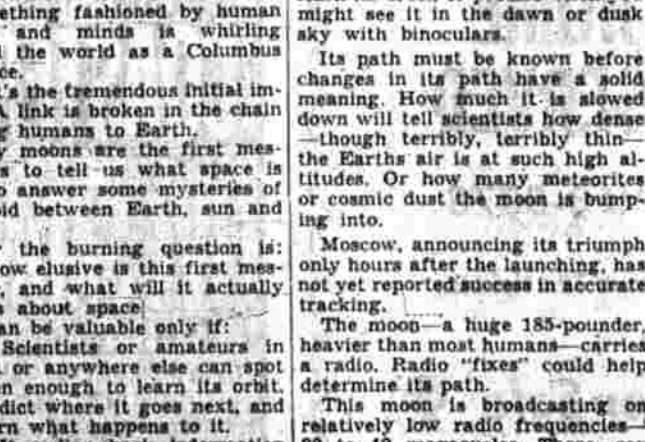 ething fashioned by human
and minds is whirling
the world as a Columbus
ce.
's the tremendous initial im-
A link is broken in the chain
g humans to Earth.
y moons are the first mes-
s to tell us what space is
o answer some mysteries of
oid between Earth, sun and
the burning question is:
ow elusive is this first mes-
, and what will it actually
about space
an be valuable only if:
Scientists or amateurs in
or anywhere else can spot
n enough to learn its orbit,
dict where it goes next, and
rn what happens to it.
might see it in the dawn or dusk
sky with binoculars.
Its path must be known before
changes in its path have a solid
meaning. How much it is slowed
down will tell scientists how dense
—though terribly, terribly thin—
the Earths air is at such high al-
titudes. Or how many meteorites
or cosmic dust the moon is bump-
ing into.
Moscow, announcing its triumph
only hours after the launching, has
not yet reported success in accurate
tracking.
The moon—a huge 185-pounder,
heavier than most humans—carries
a radio. Radio "fixes" could help
determine its path.
This moon is broadcasting on
relatively low radio frequencies—